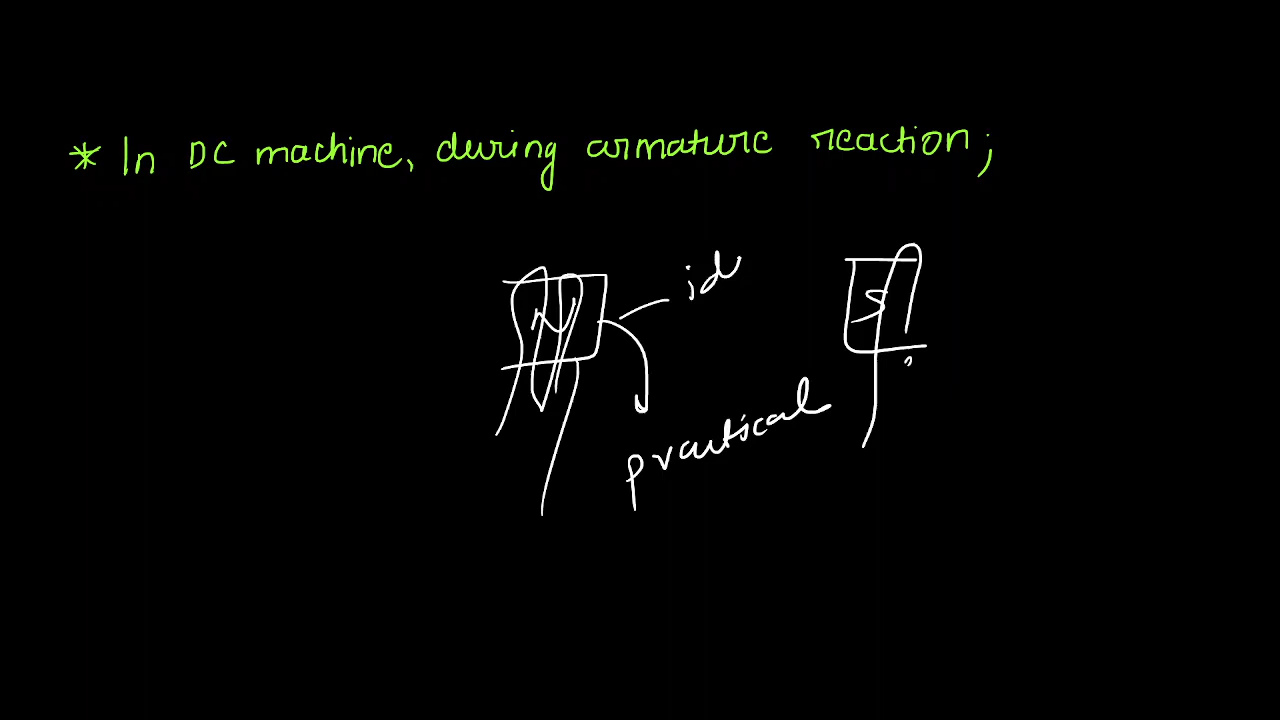 * In DC machine, during armature reaction;
id
N
S
practical